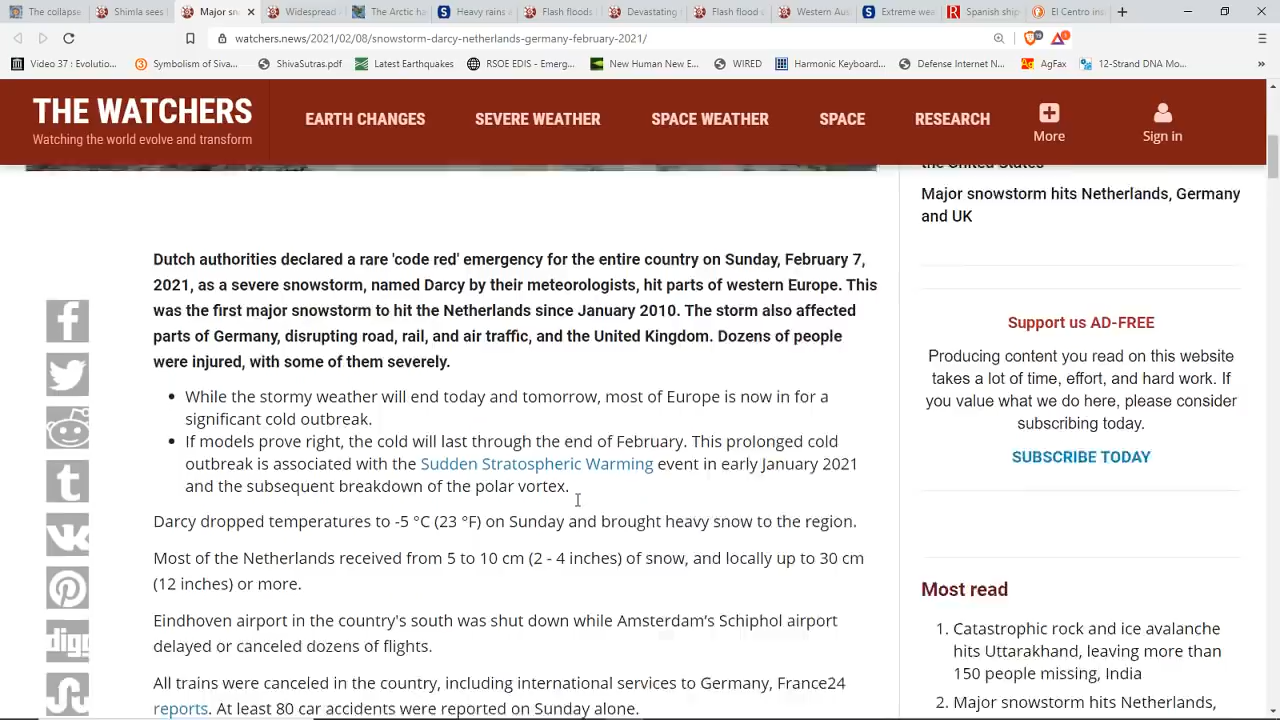 The collapse
Shimla sees
Major sn
Widespread
The Arctic ha
Heavy rains
Flash floods
Devastating
Flash flood
Western Aus
Extreme wea
Spanish ship
El Centro ins
watchers.news/2021/02/08/snowstorm-darcy-netherlands-germany-february-2021/
Video 37 : Evolutio...
Symbolism of Siva...
ShivaSutras.pdf
Latest Earthquakes
RSOE EDIS - Emerg...
New Human New E...
WIRED
Harmonic Keyboard...
Defense Internet N...
AgFax
12-Strand DNA Mo...
THE WATCHERS
Watching the world evolve and transform
EARTH CHANGES
SEVERE WEATHER
SPACE WEATHER
SPACE
RESEARCH
More
Sign in
Dutch authorities declared a rare 'code red' emergency for the entire country on Sunday, February 7,
2021, as a severe snowstorm, named Darcy by their meteorologists, hit parts of western Europe. This
was the first major snowstorm to hit the Netherlands since January 2010. The storm also affected
parts of Germany, disrupting road, rail, and air traffic, and the United Kingdom. Dozens of people
were injured, with some of them severely.
• While the stormy weather will end today and tomorrow, most of Europe is now in for a
significant cold outbreak.
• If models prove right, the cold will last through the end of February. This prolonged cold
outbreak is associated with the Sudden Stratospheric Warming event in early January 2021
and the subsequent breakdown of the polar vortex.
Darcy dropped temperatures to -5 °C (23 °F) on Sunday and brought heavy snow to the region.
Most of the Netherlands received from 5 to 10 cm (2 - 4 inches) of snow, and locally up to 30 cm
(12 inches) or more.
Eindhoven airport in the country's south was shut down while Amsterdam's Schiphol airport
delayed or canceled dozens of flights.
All trains were canceled in the country, including international services to Germany, France24
reports. At least 80 car accidents were reported on Sunday alone.
the United States
Major snowstorm hits Netherlands, Germany
and UK
Support us AD-FREE
Producing content you read on this website
takes a lot of time, effort, and hard work. If
you value what we do here, please consider
subscribing today.
SUBSCRIBE TODAY
Most read
1. Catastrophic rock and ice avalanche
hits Uttarakhand, leaving more than
150 people missing, India
2. Major snowstorm hits Netherlands,